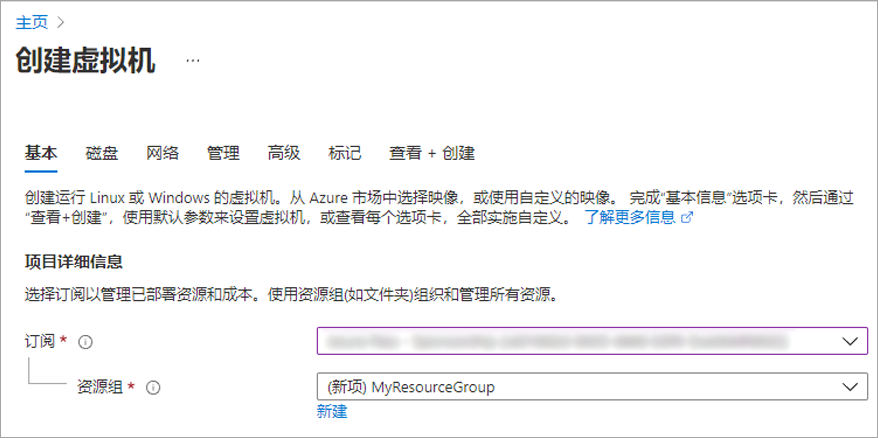 主页 >
创建虚拟机 ...
基本 磁盘 网络 管理 高级 标记 查看 + 创建
创建运行 Linux 或 Windows 的虚拟机。从 Azure 市场中选择映像，或使用自定义的映像。 完成“基本信息”选项卡，然后通过
“查看+创建”，使用默认参数来设置虚拟机，或查看每个选项卡，全部实施自定义。 了解更多信息
项目详细信息
选择订阅以管理已部署资源和成本。使用资源组(如文件夹)组织和管理所有资源。
订阅 *
资源组 * (新项) MyResourceGroup
新建